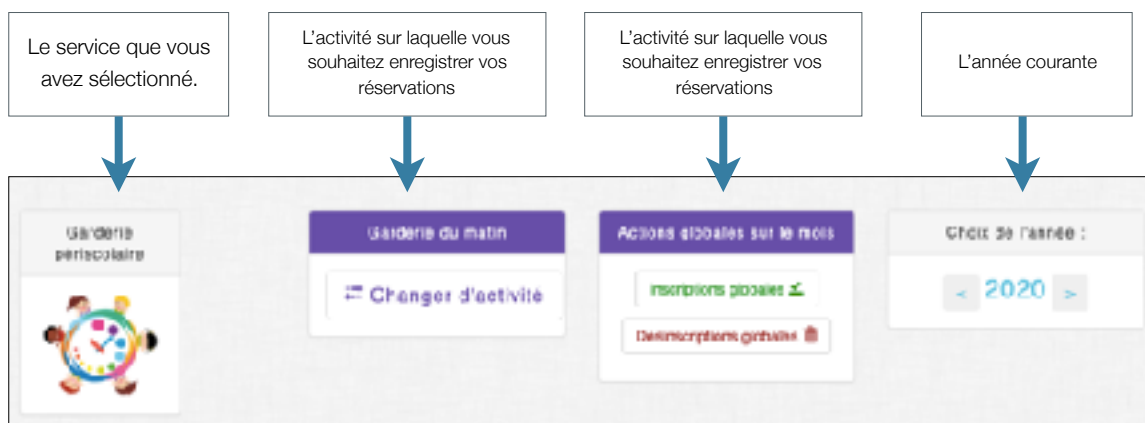 Le service que vous
avez sélectionné.
L'activité sur laquelle vous
souhaitez enregistrer vos
réservations
L'activité sur laquelle vous
souhaitez enregistrer vos
réservations
L'année courante
Garderie
périscolaire
Garderie du matin
Changer d'activité
Actions globales sur le mois
Inscriptions globales
Désinscriptions globales
Choix de l'année :
< 2020 >